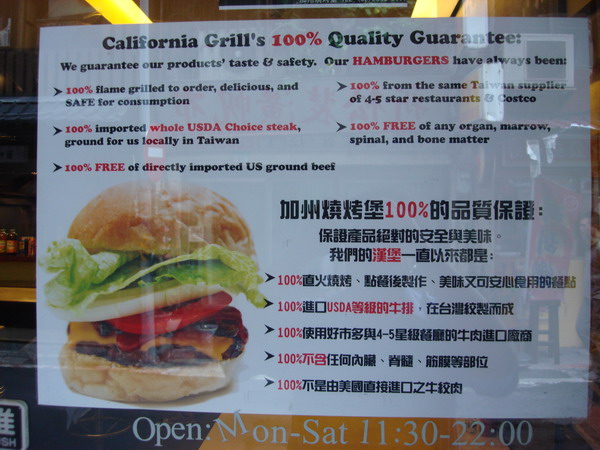 California Grill's 100% Quality Guarantee:
We guarantee our products' taste & safety. Our HAMBURGERS have always been:
100% flame grilled to order, delicious, and
SAFE for consumption
100% from the same Taiwan supplier
of 4-5 star restaurants & Costco
100% imported whole USDA Choice steak,
ground for us locally in Taiwan
100% FREE of any organ, marrow,
spinal, and bone matter
100% FREE of directly imported US ground beef
加州燒烤堡100%的品質保證:
保證產品絕對的安全與美味。
我們的漢堡一直以來都是:
100%直火燒烤、點餐後製作、美味又可安心食用的餐點
100%進口USDA等級的牛排，在台灣絞製而成
100%使用好市多與4-5星級餐廳的牛肉進口廠商
100%不含任何內臟、脊髓、筋膜等部位
100%不是由美國直接進口之牛絞肉
Open: Mon-Sat 11:30-22:00